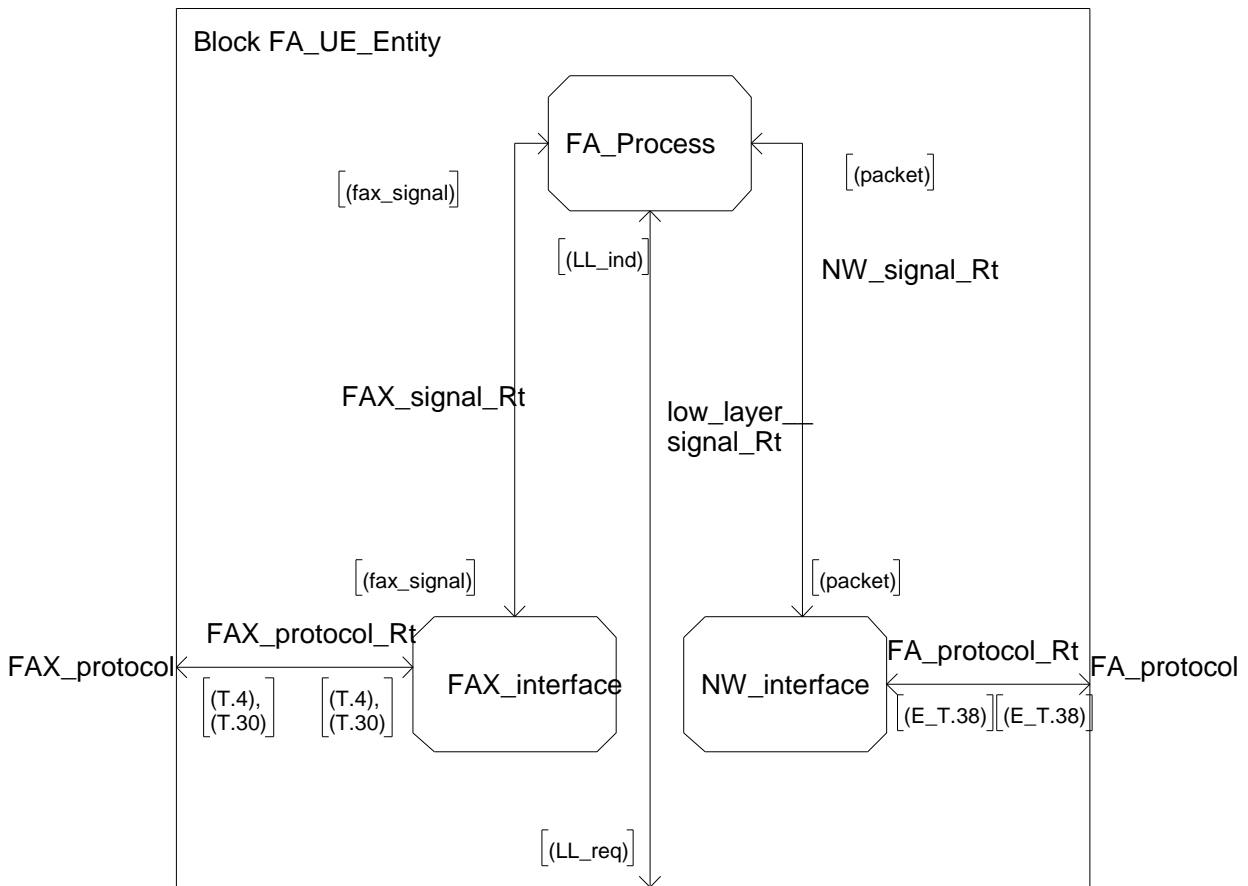 Block FA_UE_Entity
FA_Process
[(fax_signal)]
[(packet)]
[(LL_ind)]
NW_signal_Rt
FAX_signal_Rt
low_layer_
signal_Rt
[(fax_signal)]
[(packet)]
FAX_protocol_Rt
FA_protocol_Rt
FAX_protocol
FAX_interface
NW_interface
FA_protocol
[(T.4),
(T.30)]
[(T.4),
(T.30)]
[(E_T.38)]
[(E_T.38)]
[(LL_req)]